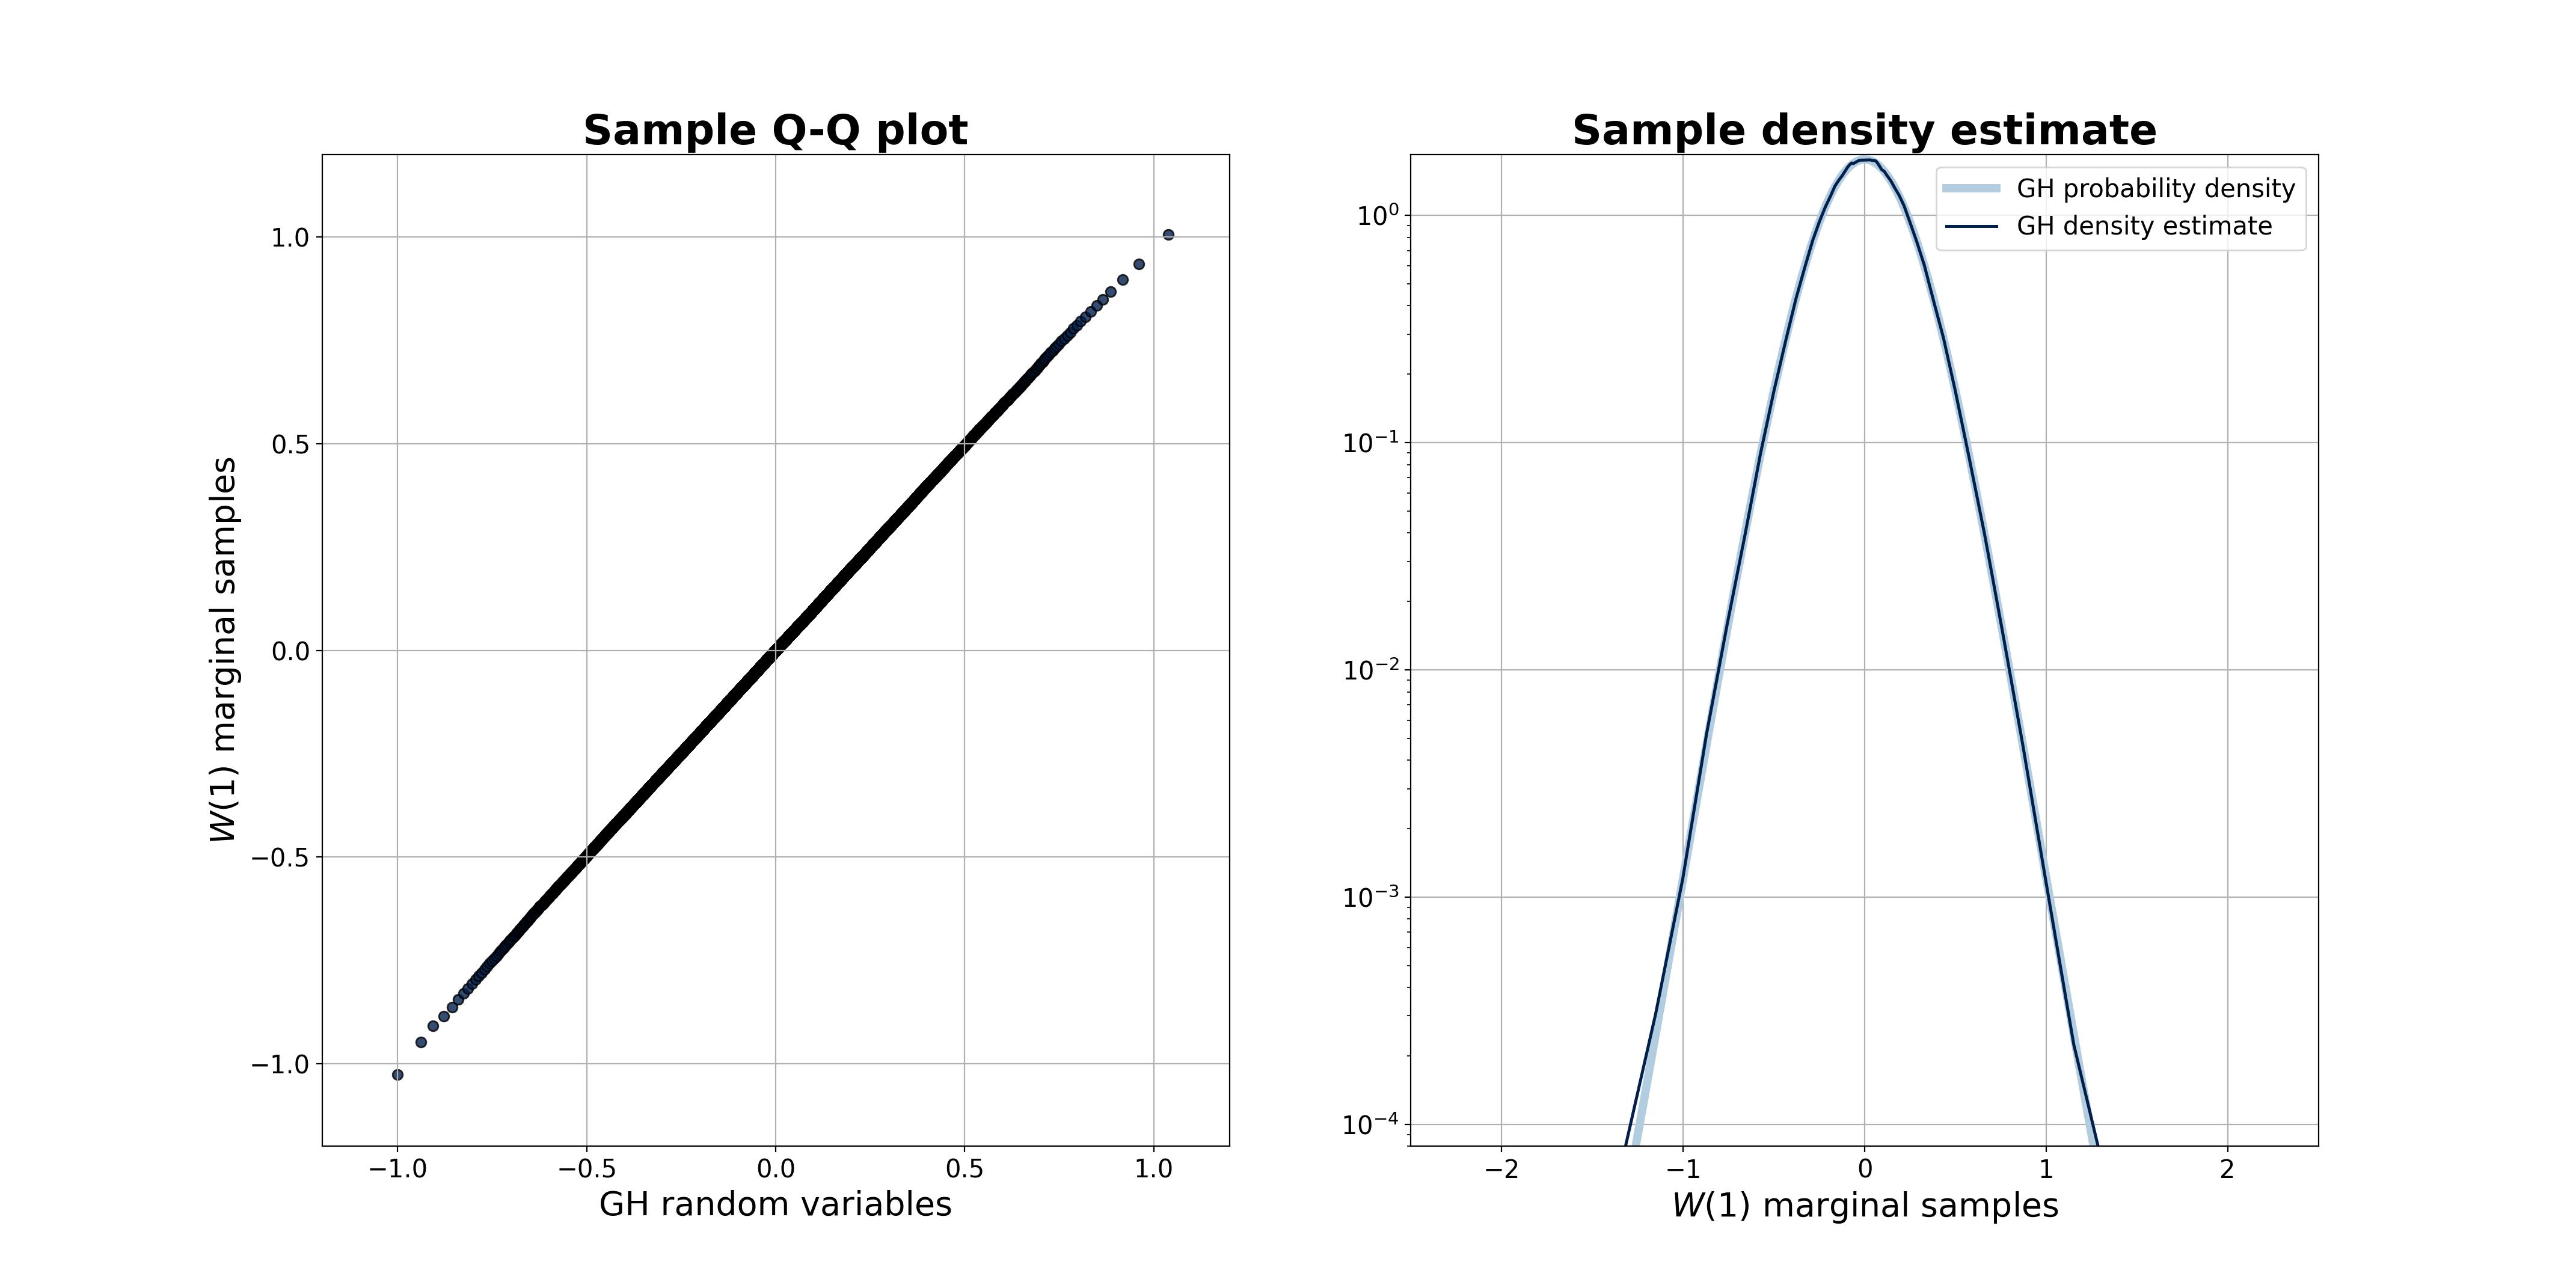 Sample Q-Q plot
1.0
0.5
0.0
−0.5
−1.0
W(1) marginal samples
−1.0 −0.5 0.0 0.5 1.0
GH random variables
Sample density estimate
GH probability density
GH density estimate
10⁰
10⁻¹
10⁻²
10⁻³
10⁻⁴
−2 −1 0 1 2
W(1) marginal samples